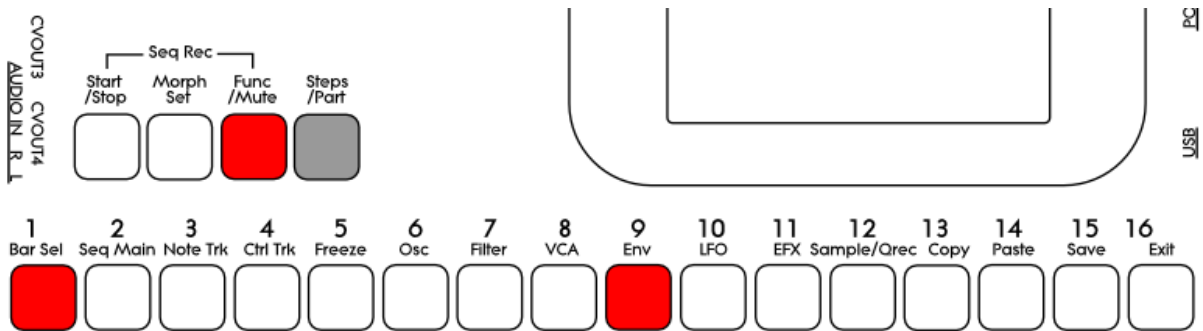 CVOUT3 CVOUT4
AUDIO IN R L
Seq Rec
Start Morph Func Steps
/Stop Set /Mute /Part
PC
USB
1 2 3 4 5 6 7 8 9 10 11 12 13 14 15 16
Bar Sel Seq Main Note Trk Ctrl Trk Freeze Osc Filter VCA Env LFO EFX Sample/Qrec Copy Paste Save Exit